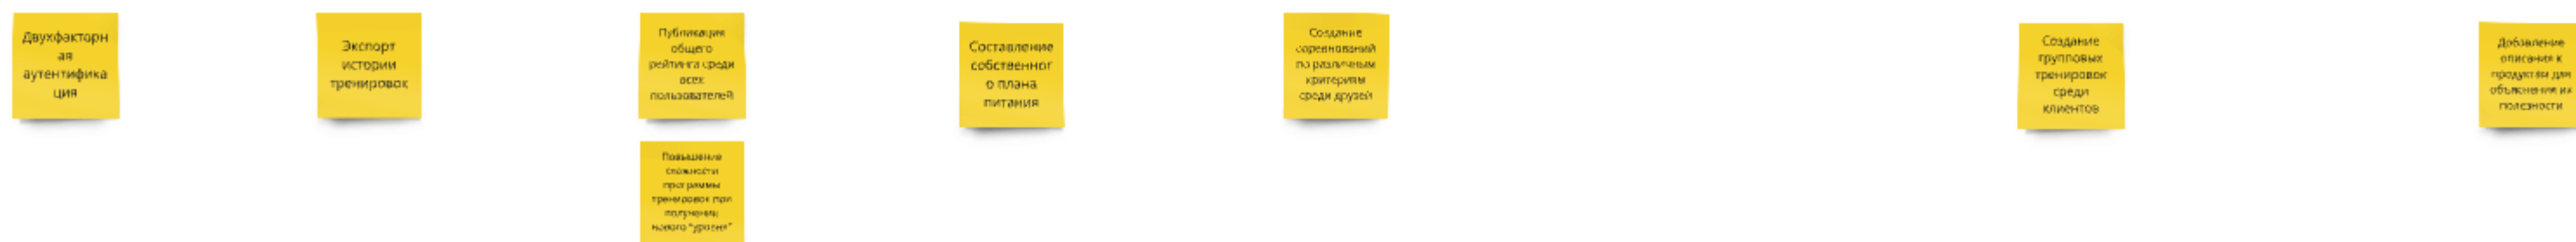 Двухфакторн
ая
аутентифика
ция
Экспорт
истории
тренировок
Публикация
общего
рейтинга среди
всех
пользователей
Повышение
сложности
программы
тренировок при
получении
нового "уровня"
Составление
собственног
о плана
питания
Создание
соревнований
по различным
критериям
среди друзей
Создание
групповых
тренировок
среди
клиентов
Добавление
описания к
продуктам для
объяснения их
полезности